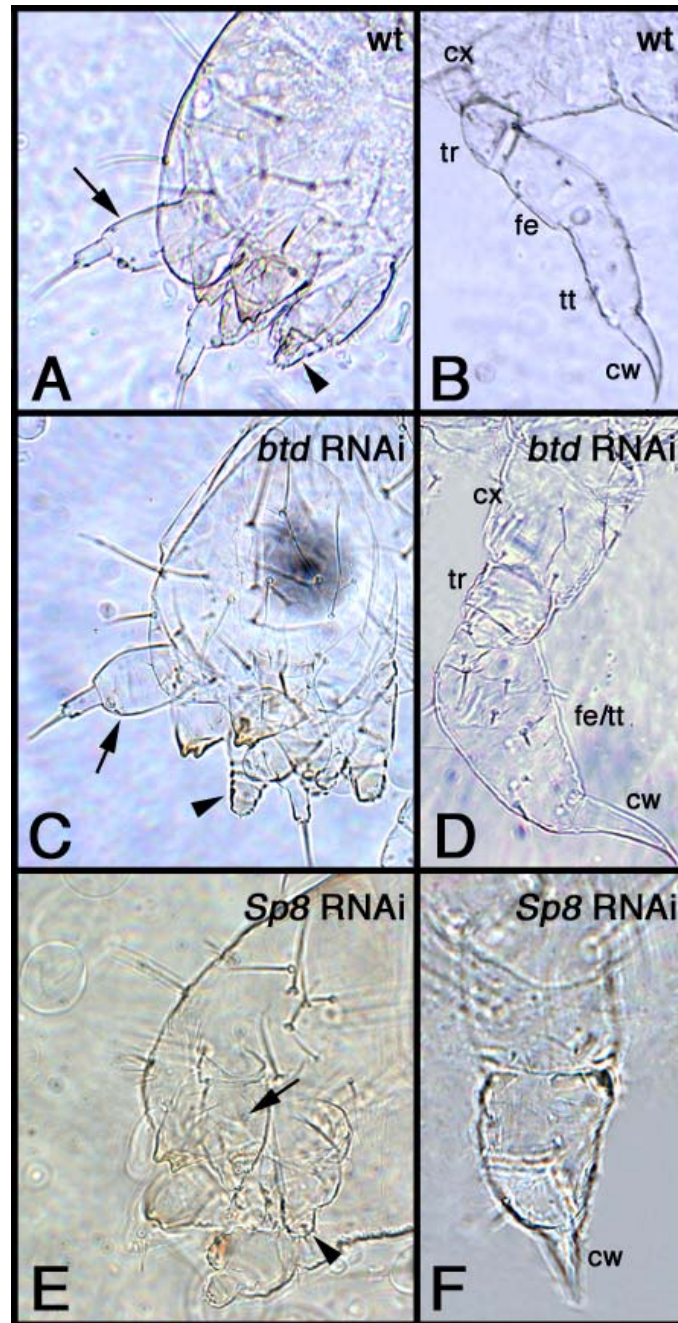 wt
A
wt
cx
tr
fe
tt
cw
B
btd RNAi
C
btd RNAi
cx
tr
fe/tt
cw
D
Sp8 RNAi
E
Sp8 RNAi
cw
F